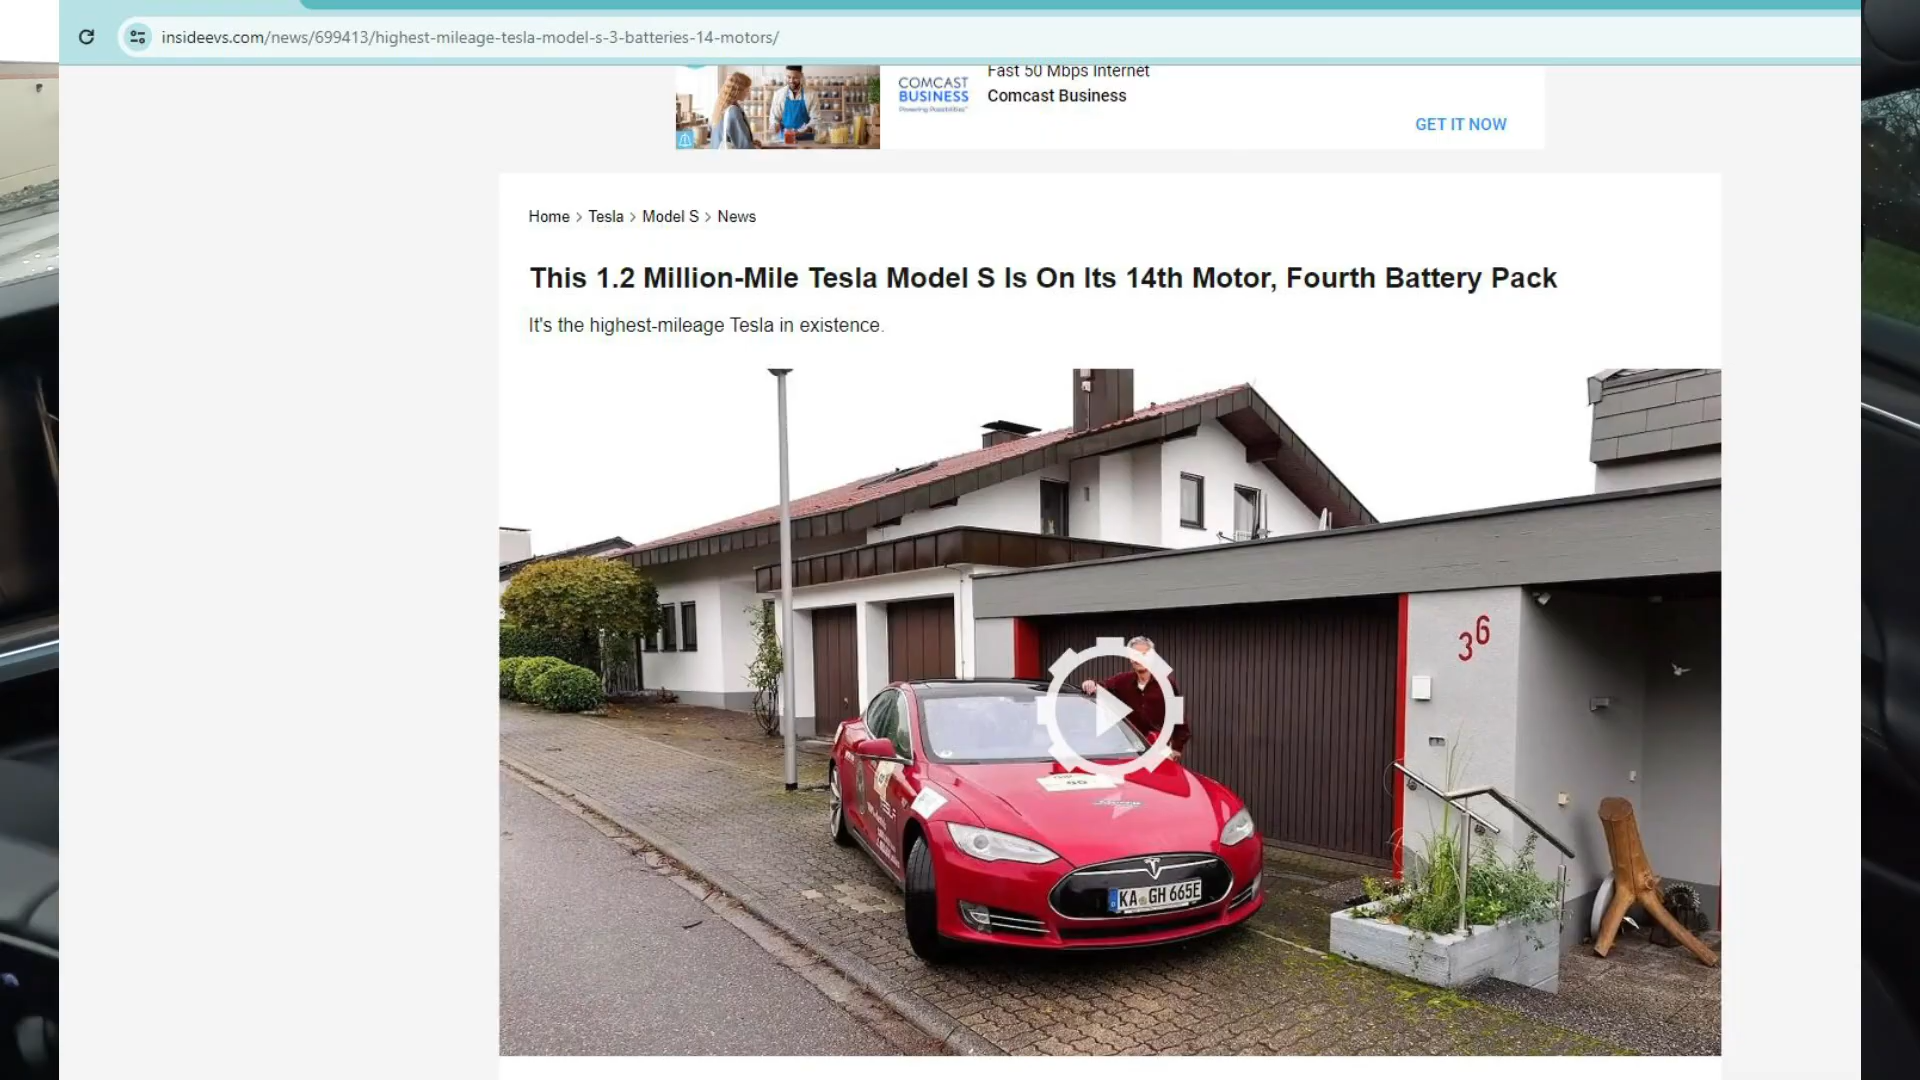 insideevs.com/news/699413/highest-mileage-tesla-model-s-3-batteries-14-motors/
COMCAST
BUSINESS
Powering Possibilities™
Fast 50 Mbps Internet
Comcast Business
GET IT NOW
Home > Tesla > Model S > News
This 1.2 Million-Mile Tesla Model S Is On Its 14th Motor, Fourth Battery Pack
It's the highest-mileage Tesla in existence.
36
KA GH 665E